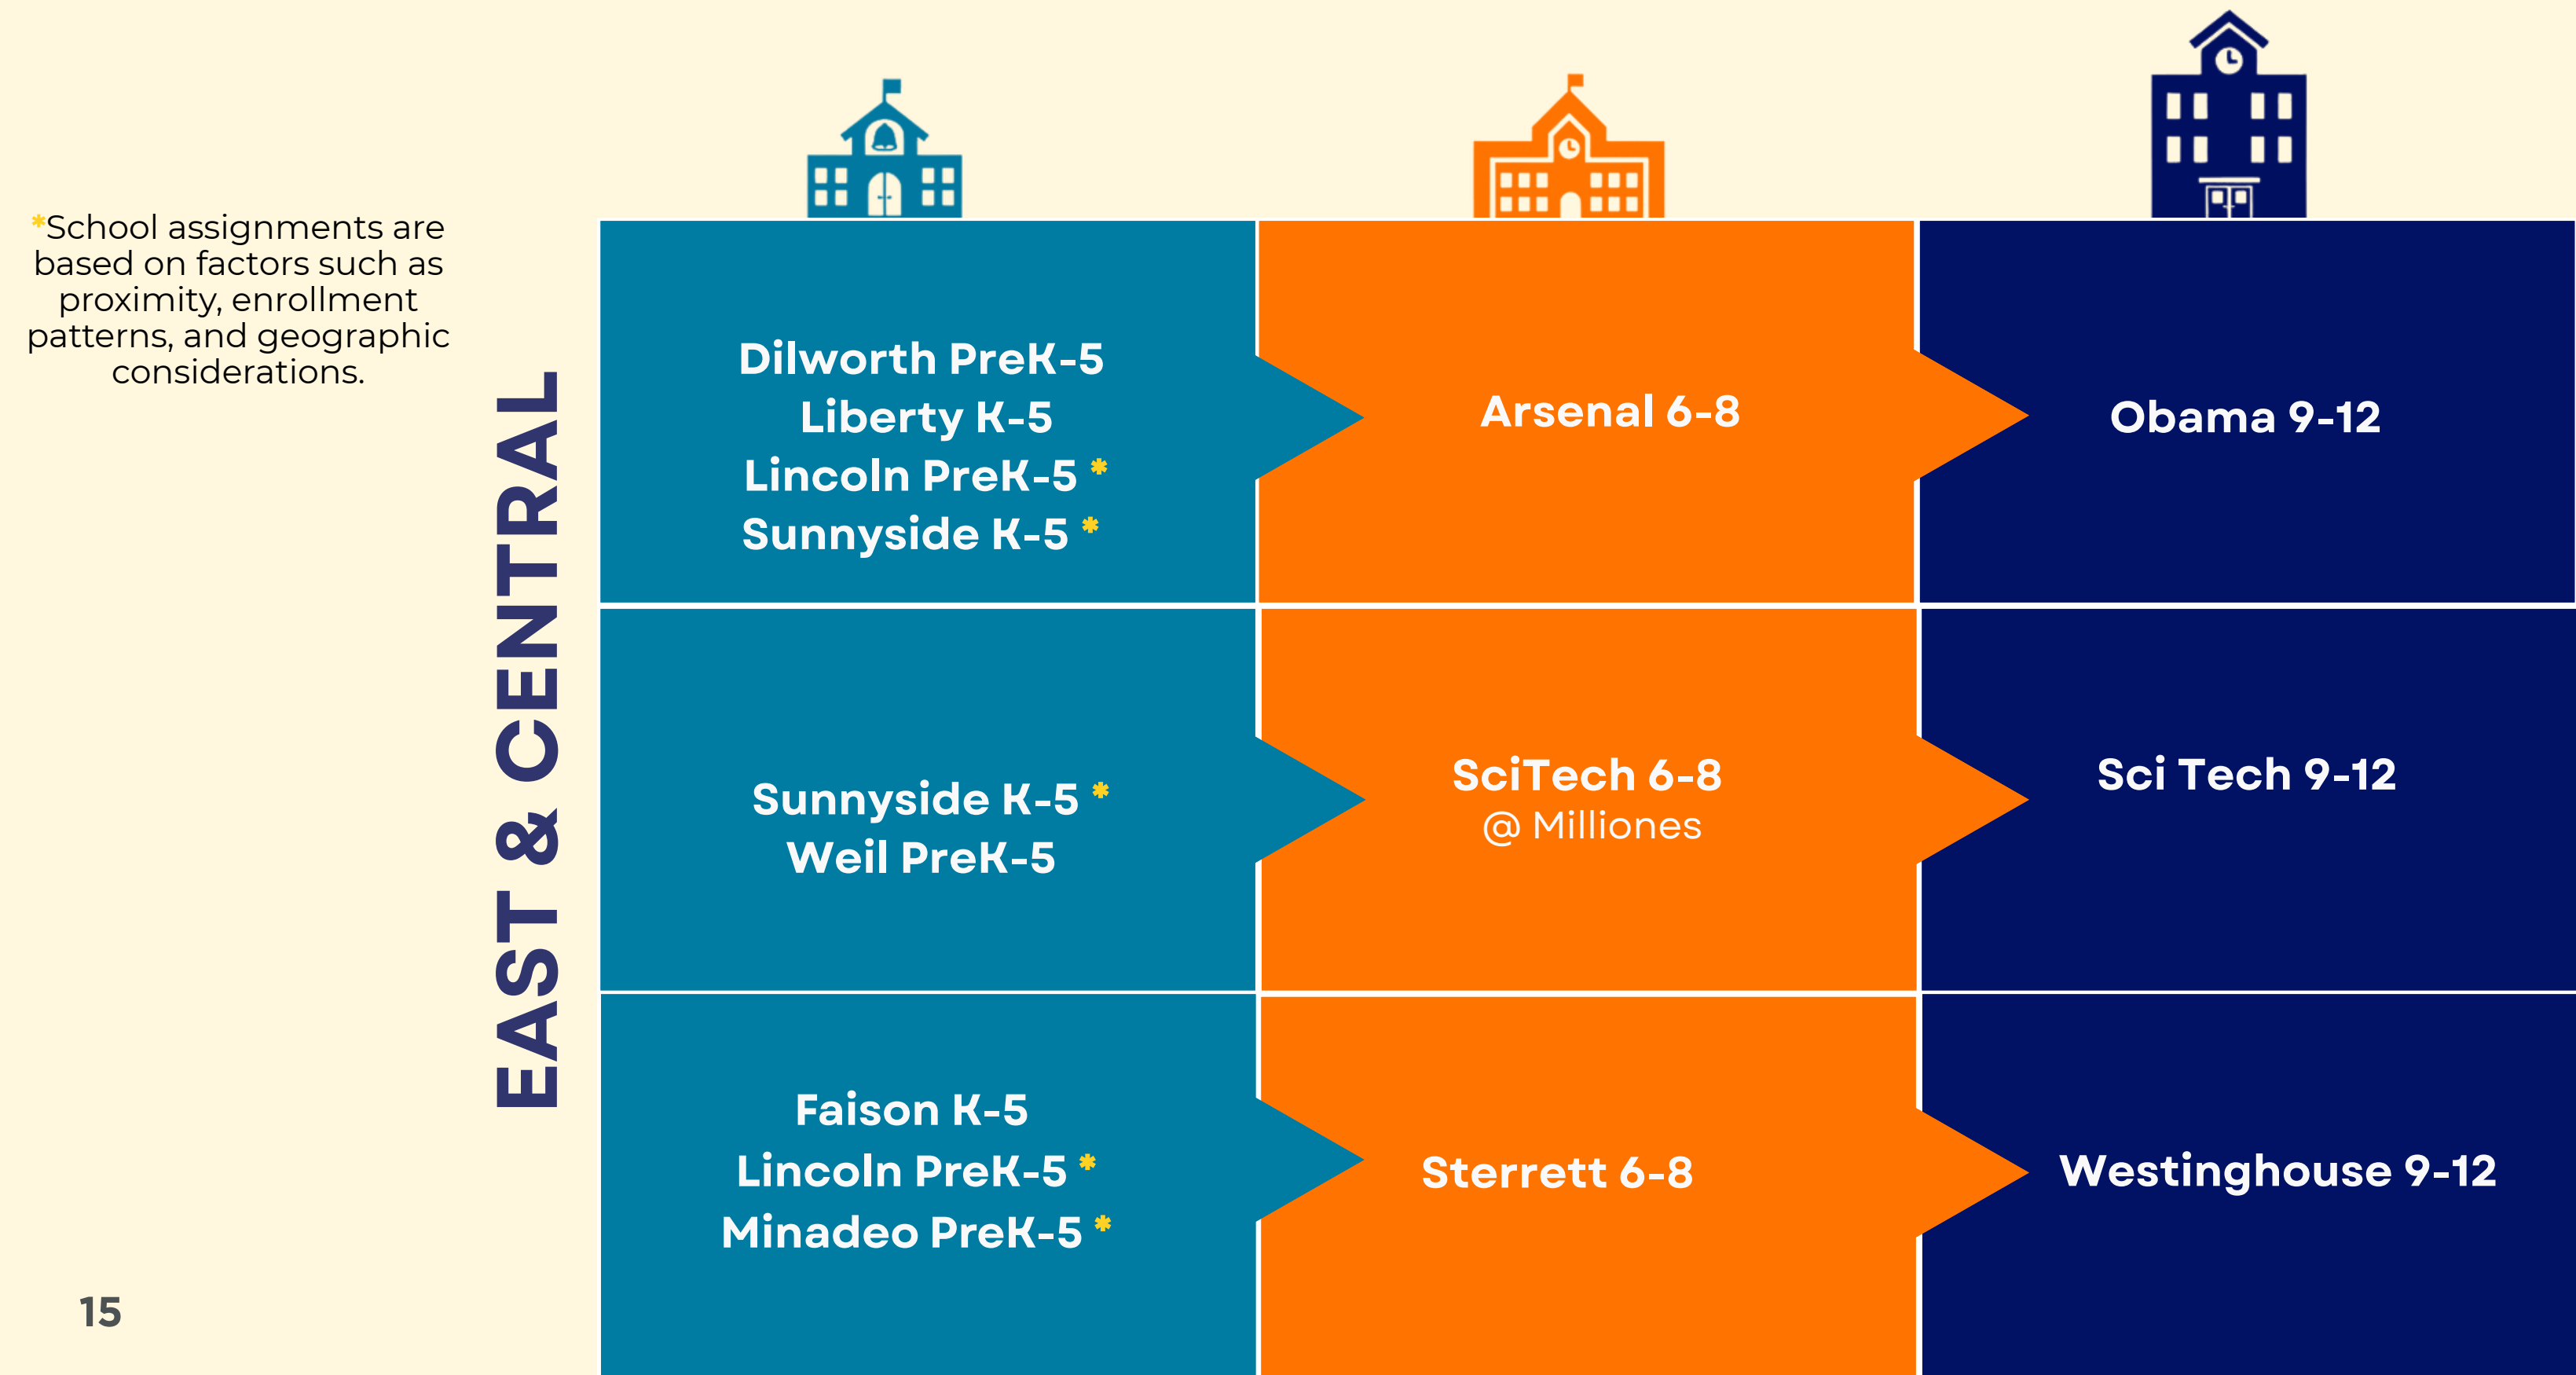 *School assignments are
based on factors such as
proximity, enrollment
patterns, and geographic
considerations.
EAST & CENTRAL
Dilworth PreK-5
Liberty K-5
Lincoln PreK-5 *
Sunnyside K-5 *
Arsenal 6-8
Obama 9-12
Sunnyside K-5 *
Weil PreK-5
SciTech 6-8
@ Milliones
Sci Tech 9-12
Faison K-5
Lincoln PreK-5 *
Minadeo PreK-5 *
Sterrett 6-8
Westinghouse 9-12
15